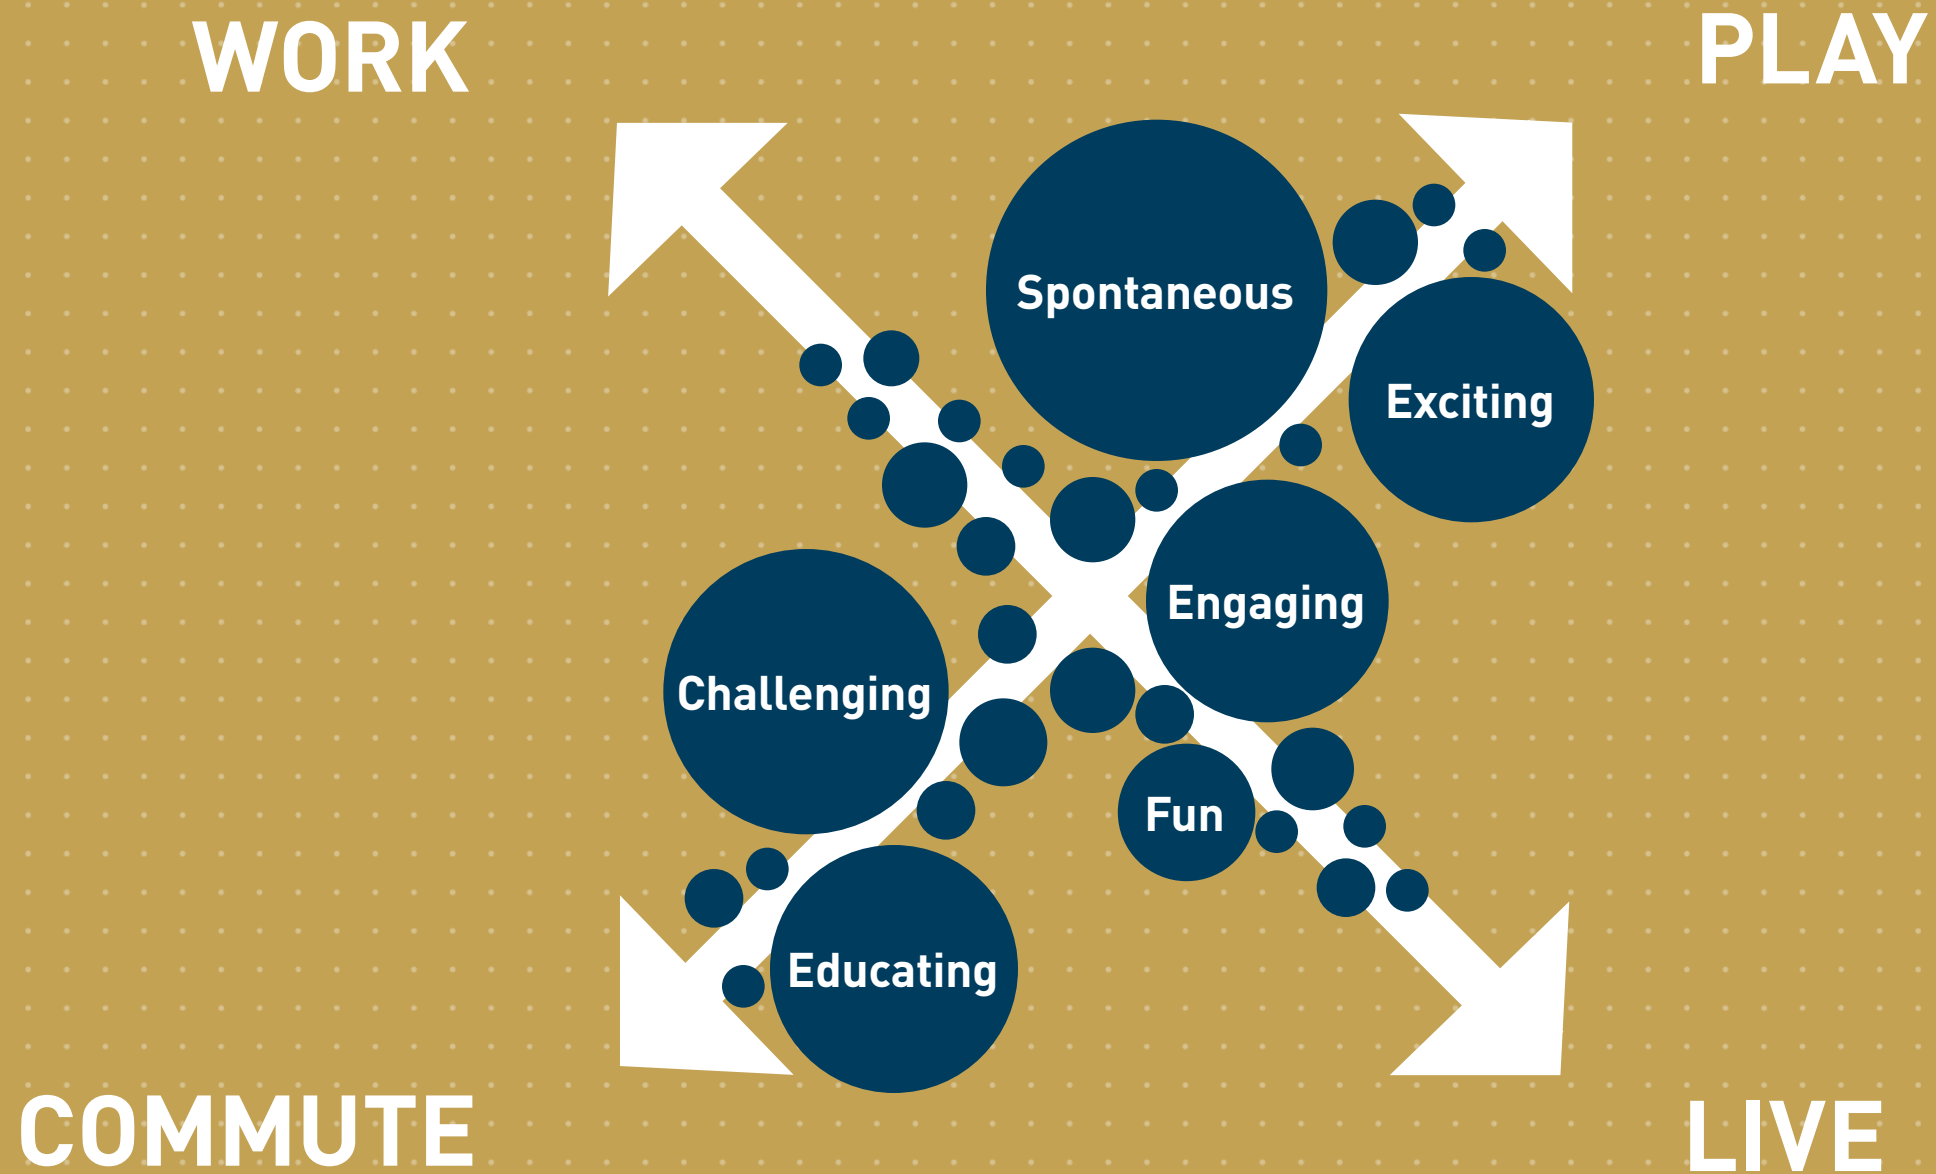 WORK
PLAY
Spontaneous
Exciting
Engaging
Challenging
Fun
Educating
COMMUTE
LIVE